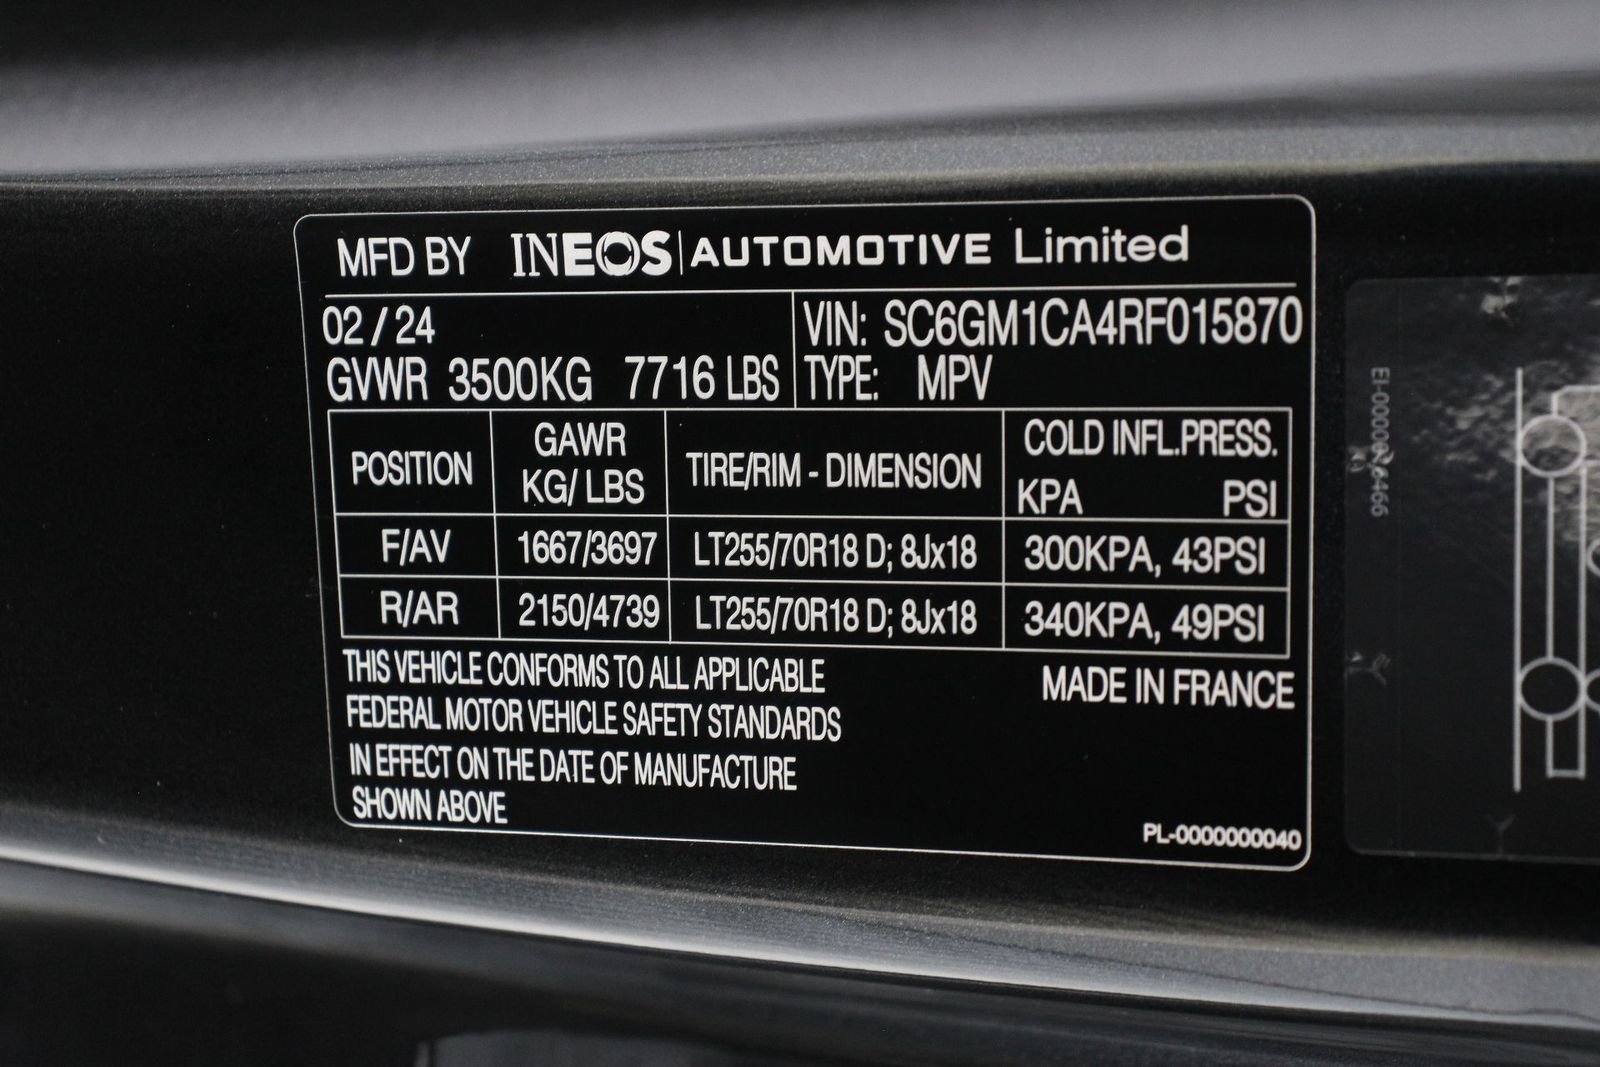 MFD BY INEOS AUTOMOTIVE Limited
02 / 24
GVWR 3500KG 7716 LBS
VIN: SC6GM1CA4RF015870
TYPE: MPV
POSITION GAWR KG/ LBS TIRE/RIM - DIMENSION COLD INFL.PRESS. KPA PSI
F/AV 1667/3697 LT255/70R18 D; 8Jx18 300KPA, 43PSI
R/AR 2150/4739 LT255/70R18 D; 8Jx18 340KPA, 49PSI
THIS VEHICLE CONFORMS TO ALL APPLICABLE
FEDERAL MOTOR VEHICLE SAFETY STANDARDS
IN EFFECT ON THE DATE OF MANUFACTURE
SHOWN ABOVE
MADE IN FRANCE
PL-0000000040